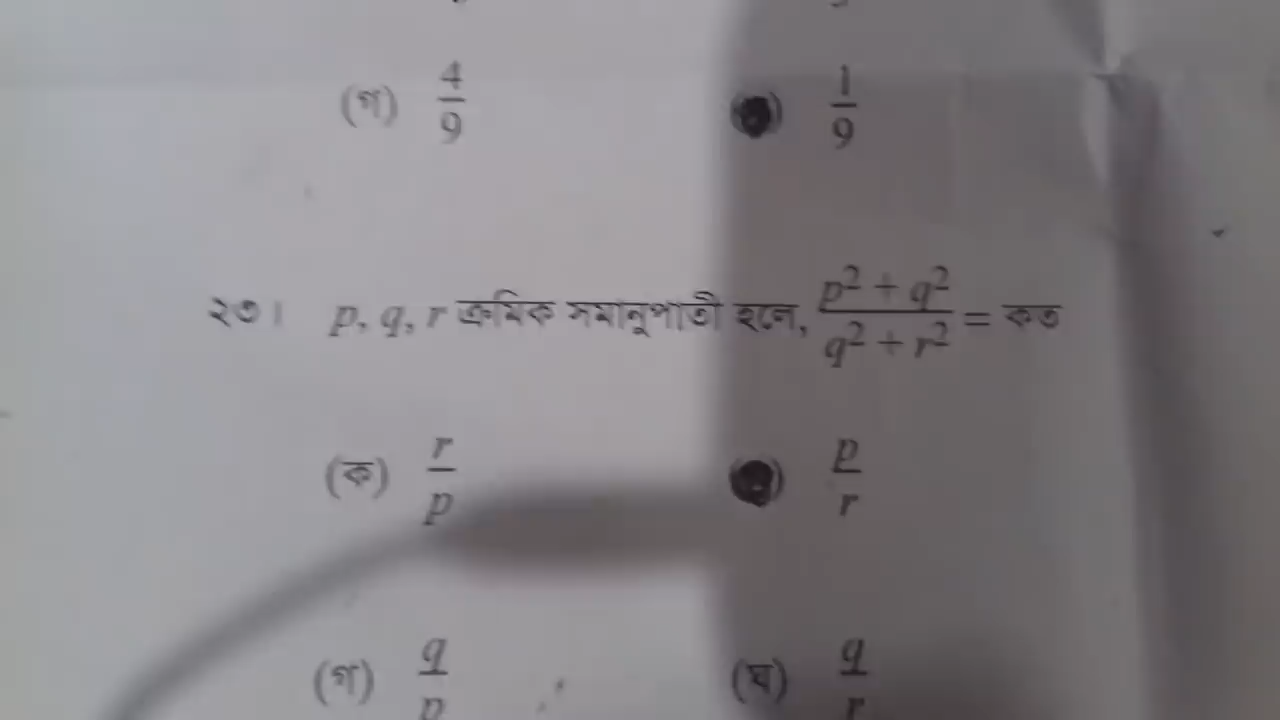 (গ) 4/9 1/9
২৩। p, q, r ক্রমিক সমানুপাতী হলে, (p² + q²)/(q² + r²) = কত
(ক) r/p p/r
(গ) q/p (ঘ) q/r